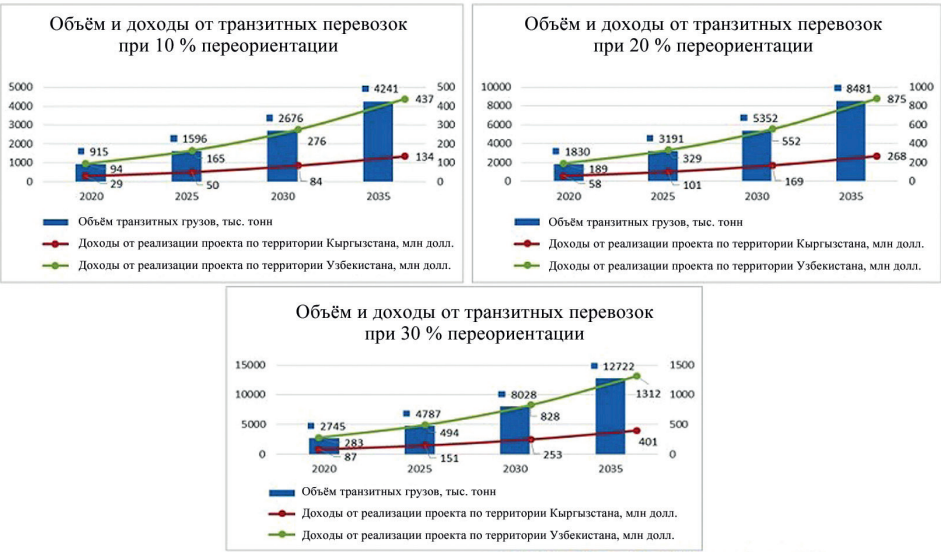 Объём и доходы от транзитных перевозок
при 10 % переориентации
5000 4241 500
4000 437 400
3000 2676 300
2000 915 1596 276 200
1000 94 165 134 100
0 29 50 84 0
2020 2025 2030 2035
Объём транзитных грузов, тыс. тонн
Доходы от реализации проекта по территории Кыргызстана, млн долл.
Доходы от реализации проекта по территории Узбекистана, млн долл.
Объём и доходы от транзитных перевозок
при 20 % переориентации
10000 8481 1000
8000 875 800
6000 5352 600
4000 1830 3191 552 400
2000 189 329 268 200
0 58 101 169 0
2020 2025 2030 2035
Объём транзитных грузов, тыс. тонн
Доходы от реализации проекта по территории Кыргызстана, млн долл.
Доходы от реализации проекта по территории Узбекистана, млн долл.
Объём и доходы от транзитных перевозок
при 30 % переориентации
15000 12722 1500
10000 8028 1312 1000
5000 2745 4787 828 500
283 494 401
0 87 151 253 0
2020 2025 2030 2035
Объём транзитных грузов, тыс. тонн
Доходы от реализации проекта по территории Кыргызстана, млн долл.
Доходы от реализации проекта по территории Узбекистана, млн долл.